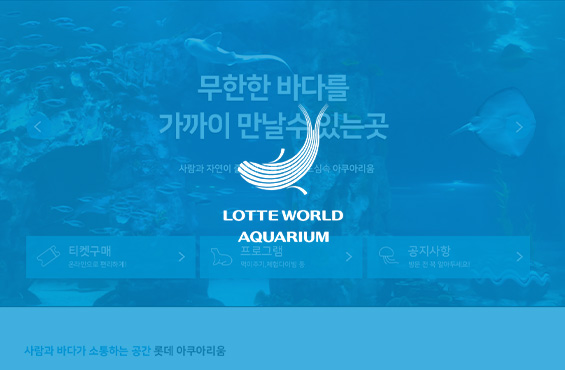 무한한 바다를
가까이 만날수 있는곳
사람과 자연이
도심속 아쿠아리움
LOTTE WORLD
AQUARIUM
티켓구매
온라인으로 편리하게!
프로그램
먹이주기, 체험다이빙 등
공지사항
방문 전 꼭 알아두세요!
사람과 바다가 소통하는 공간 롯데 아쿠아리움